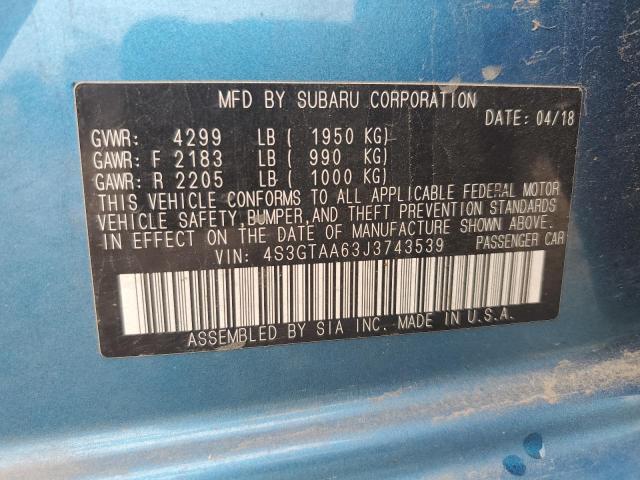 MFD BY SUBARU CORPORATION
DATE: 04/18
GVWR: 4299 LB ( 1950 KG)
GAWR: F 2183 LB ( 990 KG)
GAWR: R 2205 LB ( 1000 KG)
THIS VEHICLE CONFORMS TO ALL APPLICABLE FEDERAL MOTOR
VEHICLE SAFETY, BUMPER, AND THEFT PREVENTION STANDARDS
IN EFFECT ON THE DATE OF MANUFACTURE SHOWN ABOVE.
VIN: 4S3GTAA63J3743539 PASSENGER CAR
ASSEMBLED BY SIA INC. MADE IN U.S.A.